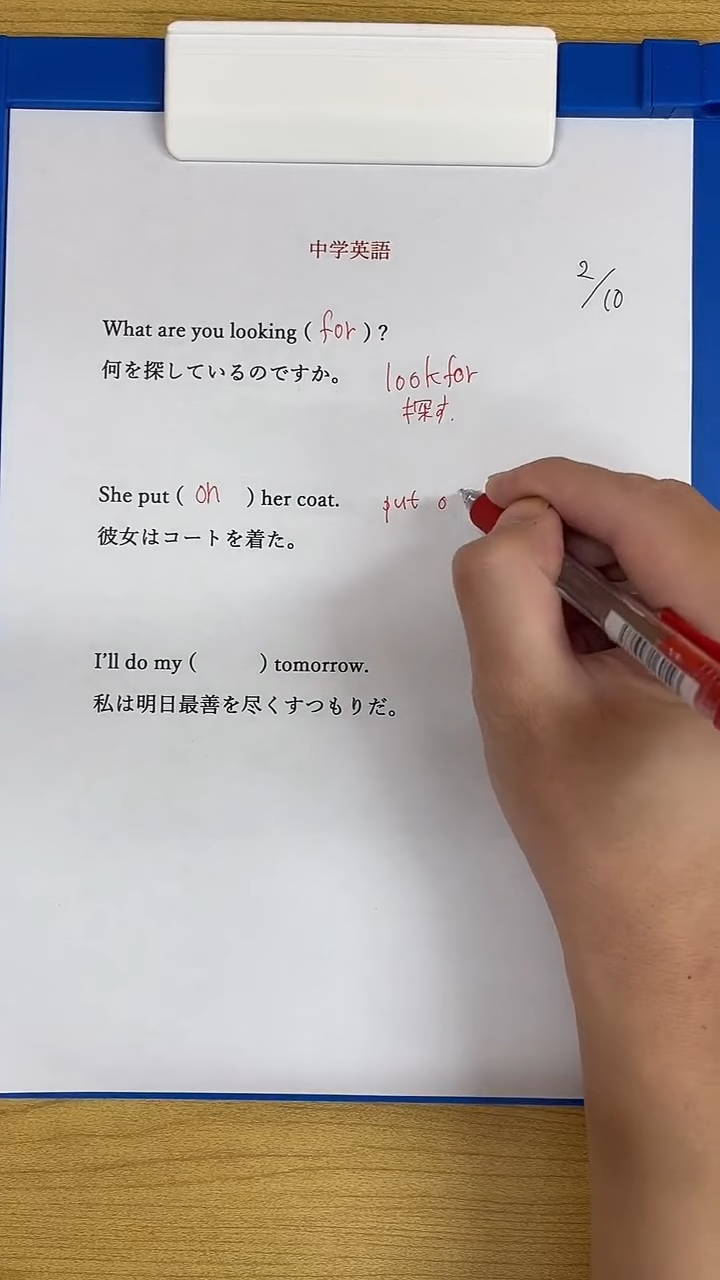 中学英語
2/10
What are you looking ( for ) ?
何を探しているのですか。
look for
探す.
She put ( on ) her coat.
put o
彼女はコートを着た。
I'll do my ( ) tomorrow.
私は明日最善を尽くすつもりだ。